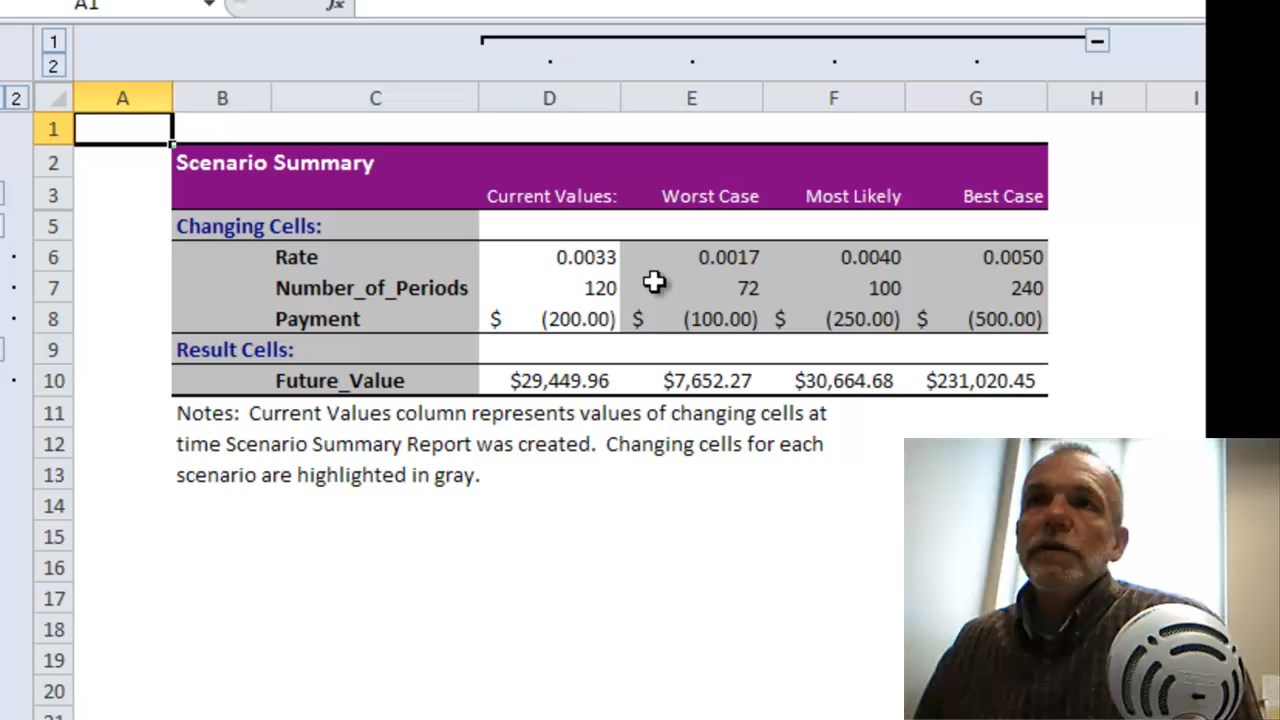 A1 fx
1
2
2 A B C D E F G H I
1
2 Scenario Summary
3 Current Values: Worst Case Most Likely Best Case
5 Changing Cells:
6 Rate 0.0033 0.0017 0.0040 0.0050
7 Number_of_Periods 120 72 100 240
8 Payment $ (200.00) $ (100.00) $ (250.00) $ (500.00)
9 Result Cells:
10 Future_Value $29,449.96 $7,652.27 $30,664.68 $231,020.45
11 Notes: Current Values column represents values of changing cells at
12 time Scenario Summary Report was created. Changing cells for each
13 scenario are highlighted in gray.
14
15
16
17
18
19
20